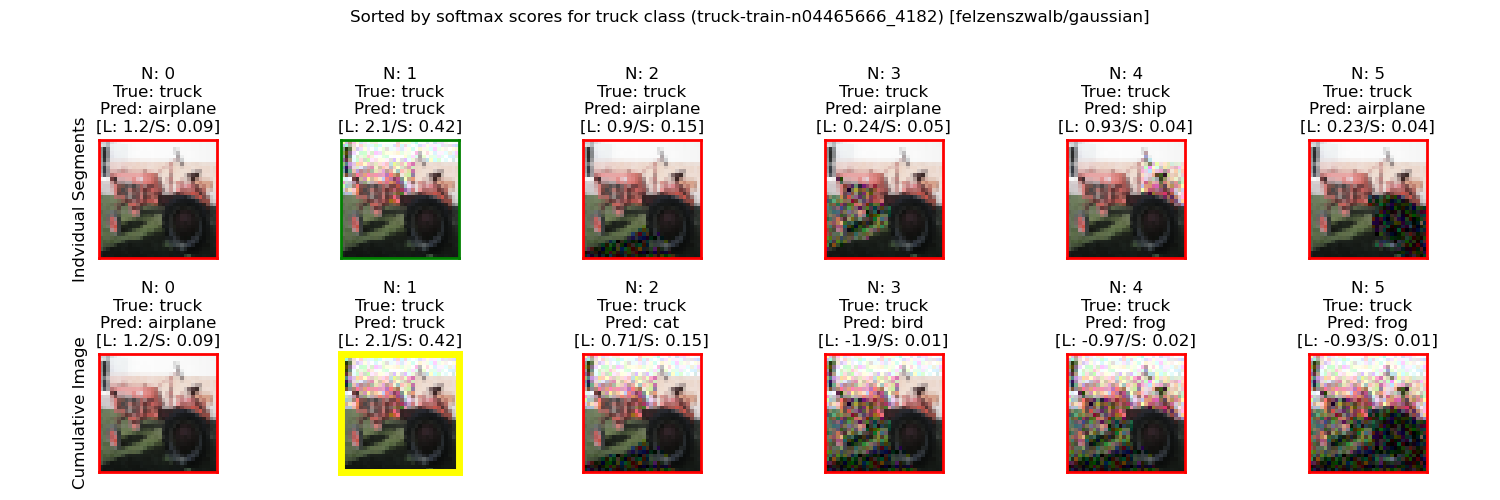 Sorted by softmax scores for truck class (truck-train-n04465666_4182) [felzenszwalb/gaussian]
Indvidual Segments
N: 0
True: truck
Pred: airplane
[L: 1.2/S: 0.09]
N: 1
True: truck
Pred: truck
[L: 2.1/S: 0.42]
N: 2
True: truck
Pred: airplane
[L: 0.9/S: 0.15]
N: 3
True: truck
Pred: airplane
[L: 0.24/S: 0.05]
N: 4
True: truck
Pred: ship
[L: 0.93/S: 0.04]
N: 5
True: truck
Pred: airplane
[L: 0.23/S: 0.04]
Cumulative Image
N: 0
True: truck
Pred: airplane
[L: 1.2/S: 0.09]
N: 1
True: truck
Pred: truck
[L: 2.1/S: 0.42]
N: 2
True: truck
Pred: cat
[L: 0.71/S: 0.15]
N: 3
True: truck
Pred: bird
[L: -1.9/S: 0.01]
N: 4
True: truck
Pred: frog
[L: -0.97/S: 0.02]
N: 5
True: truck
Pred: frog
[L: -0.93/S: 0.01]